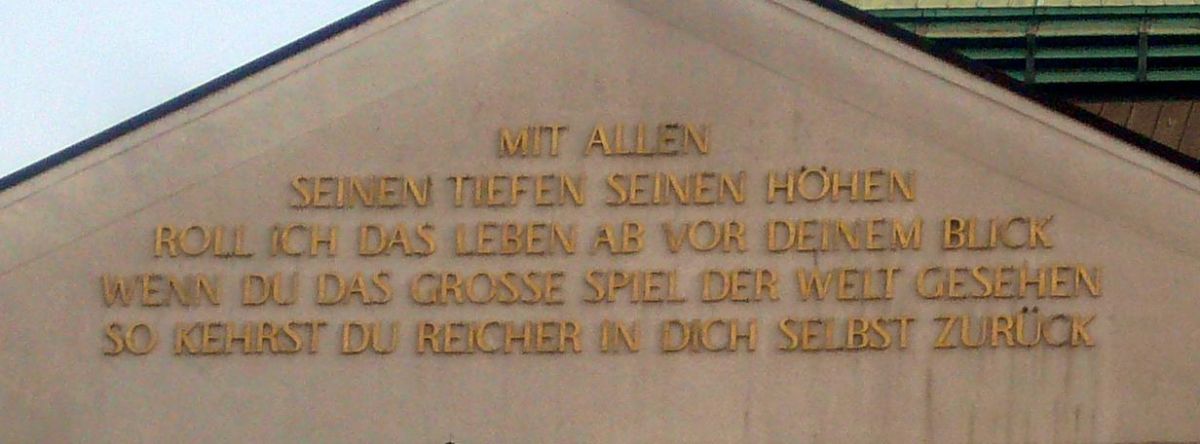 MIT ALLEN
SEINEN TIEFEN SEINEN HÖHEN
ROLL ICH DAS LEBEN AB VOR DEINEM BLICK
WENN DU DAS GROSSE SPIEL DER WELT GESEHEN
SO KEHRST DU REICHER IN DICH SELBST ZURÜCK